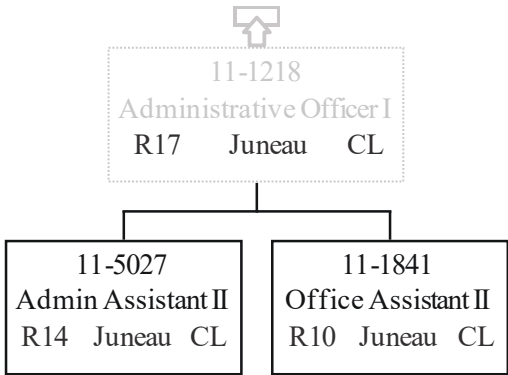 11-1218
Administrative Officer I
R17 Juneau CL
11-5027
Admin Assistant II
R14 Juneau CL
11-1841
Office Assistant II
R10 Juneau CL